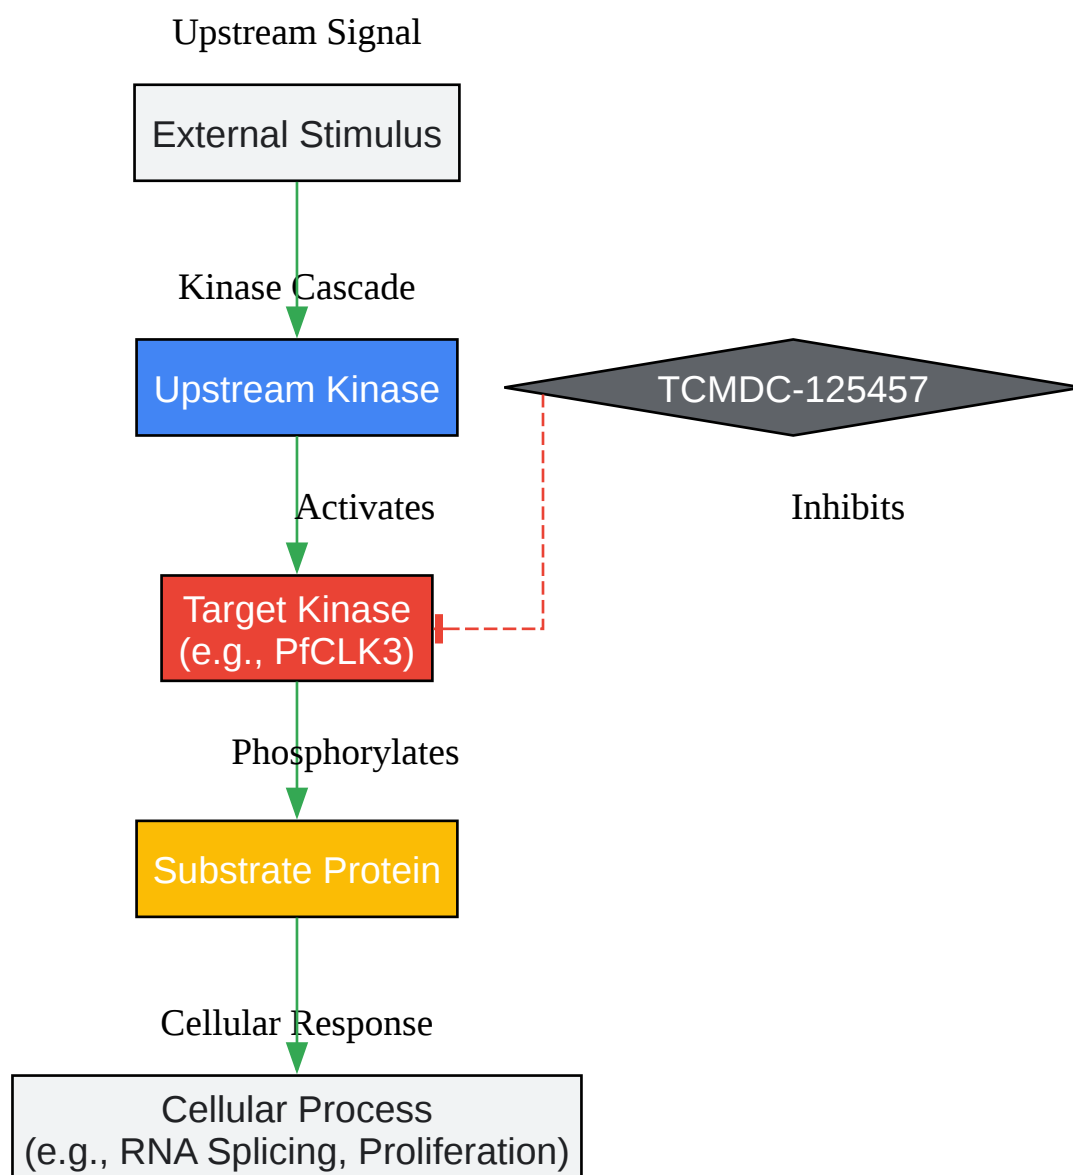 Upstream Signal
External Stimulus
Kinase Cascade
Upstream Kinase
TCMDC-125457
Activates
Inhibits
Target Kinase
(e.g., PfCLK3)
Phosphorylates
Substrate Protein
Cellular Response
Cellular Process
(e.g., RNA Splicing, Proliferation)